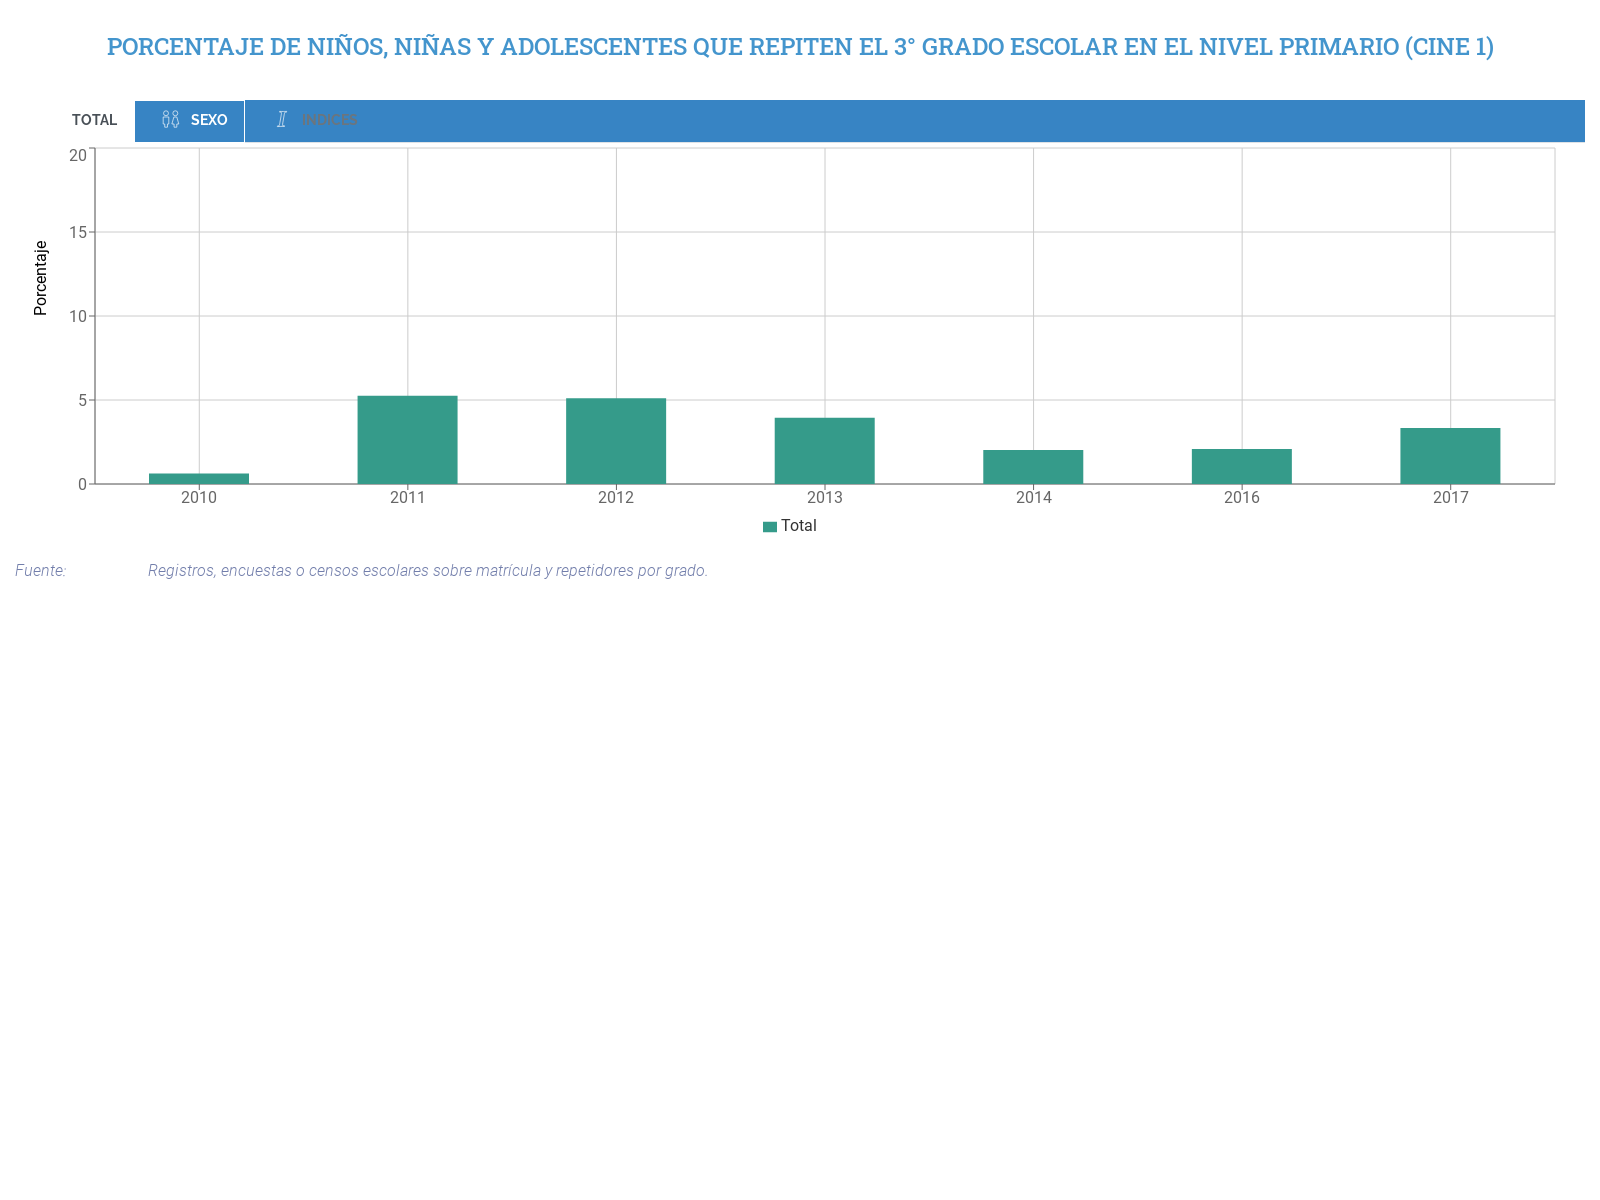 PORCENTAJE DE NIÑOS, NIÑAS Y ADOLESCENTES QUE REPITEN EL 3° GRADO ESCOLAR EN EL NIVEL PRIMARIO (CINE 1)
TOTAL SEXO INDICES
20
15
10
5
0
Porcentaje
2010 2011 2012 2013 2014 2016 2017
Total
Fuente: Registros, encuestas o censos escolares sobre matrícula y repetidores por grado.